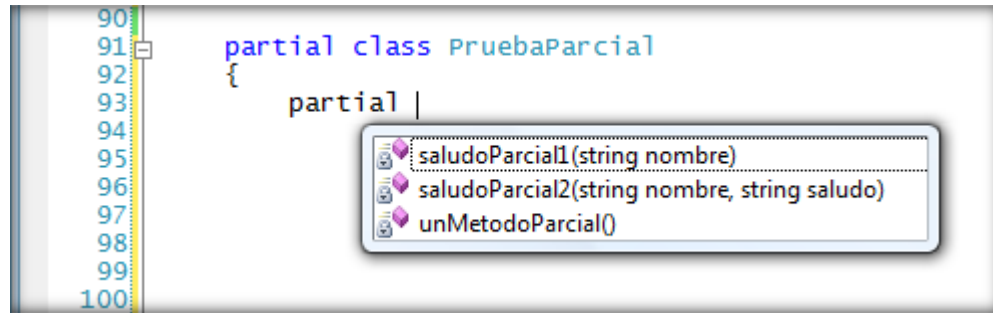 90
91 partial class PruebaParcial
92 {
93 partial
94
95 saludoParcial1(string nombre)
96 saludoParcial2(string nombre, string saludo)
97 unMetodoParcial()
98
99
100